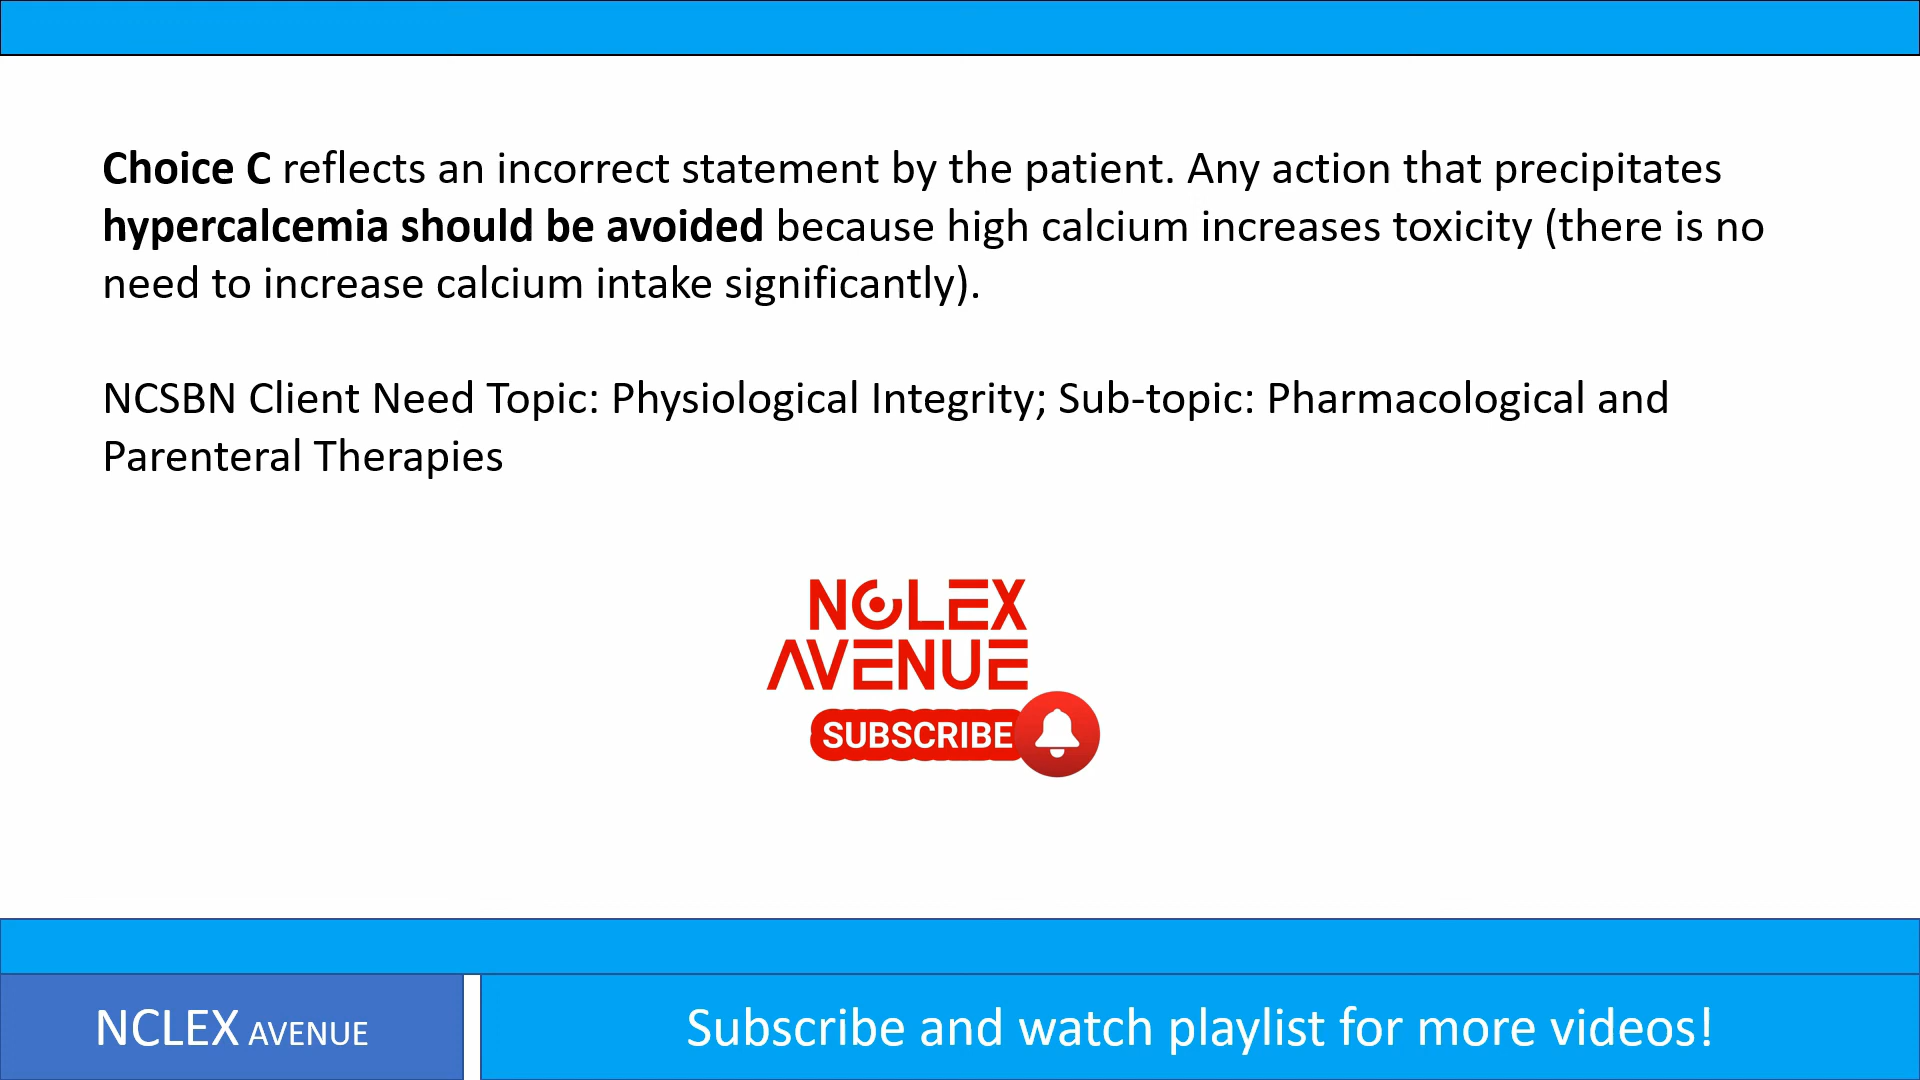 Choice C reflects an incorrect statement by the patient. Any action that precipitates
hypercalcemia should be avoided because high calcium increases toxicity (there is no
need to increase calcium intake significantly).
NCSBN Client Need Topic: Physiological Integrity; Sub-topic: Pharmacological and
Parenteral Therapies
NCLEX
AVENUE
SUBSCRIBE
NCLEX AVENUE
Subscribe and watch playlist for more videos!